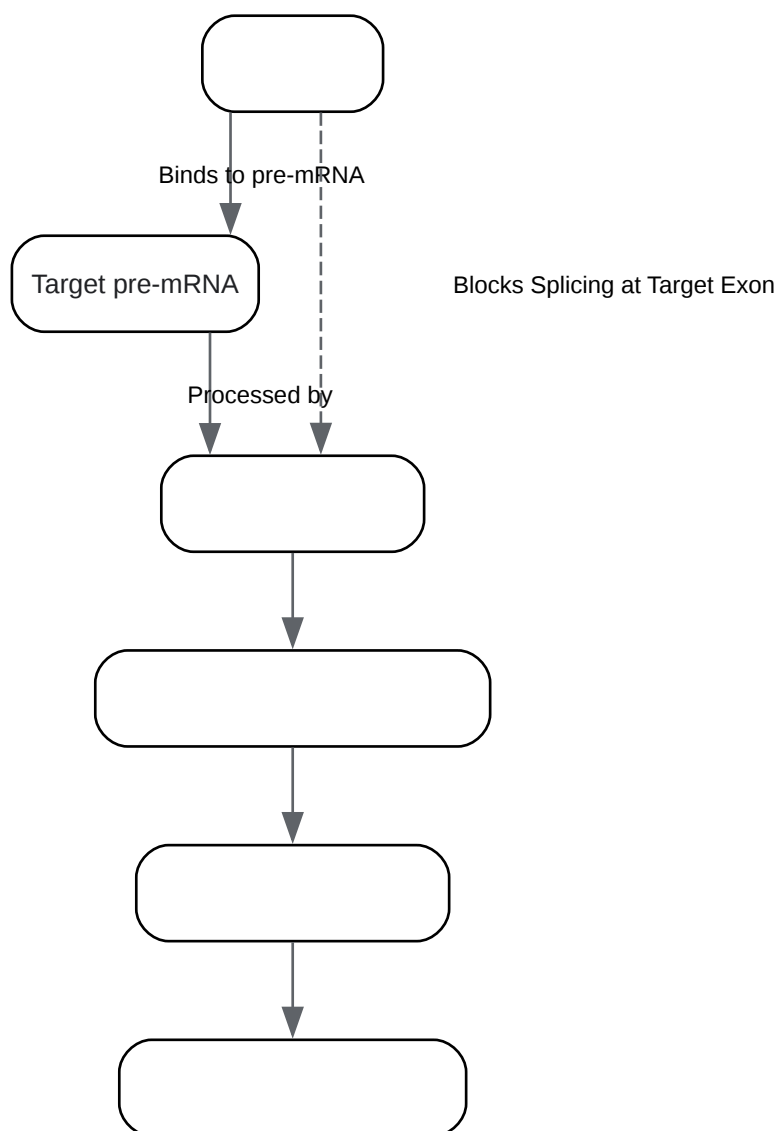 Binds to pre-mRNA
Target pre-mRNA
Blocks Splicing at Target Exon
Processed by